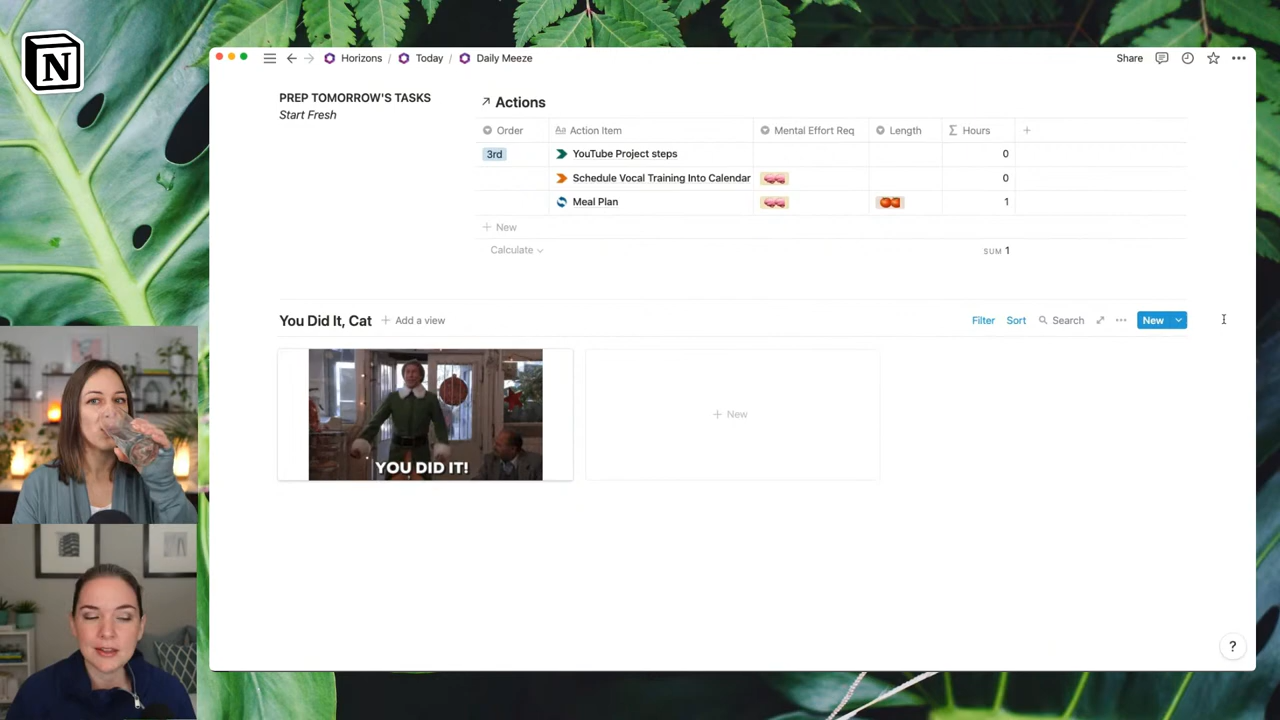 N
Horizons / Today / Daily Meeze
Share
PREP TOMORROW'S TASKS
Start Fresh
Actions
Order Aa Action Item Mental Effort Req Length Σ Hours +
3rd YouTube Project steps 0
Schedule Vocal Training Into Calendar 0
Meal Plan 1
+ New
Calculate SUM 1
You Did It, Cat + Add a view Filter Sort Search New
YOU DID IT!
+ New
?